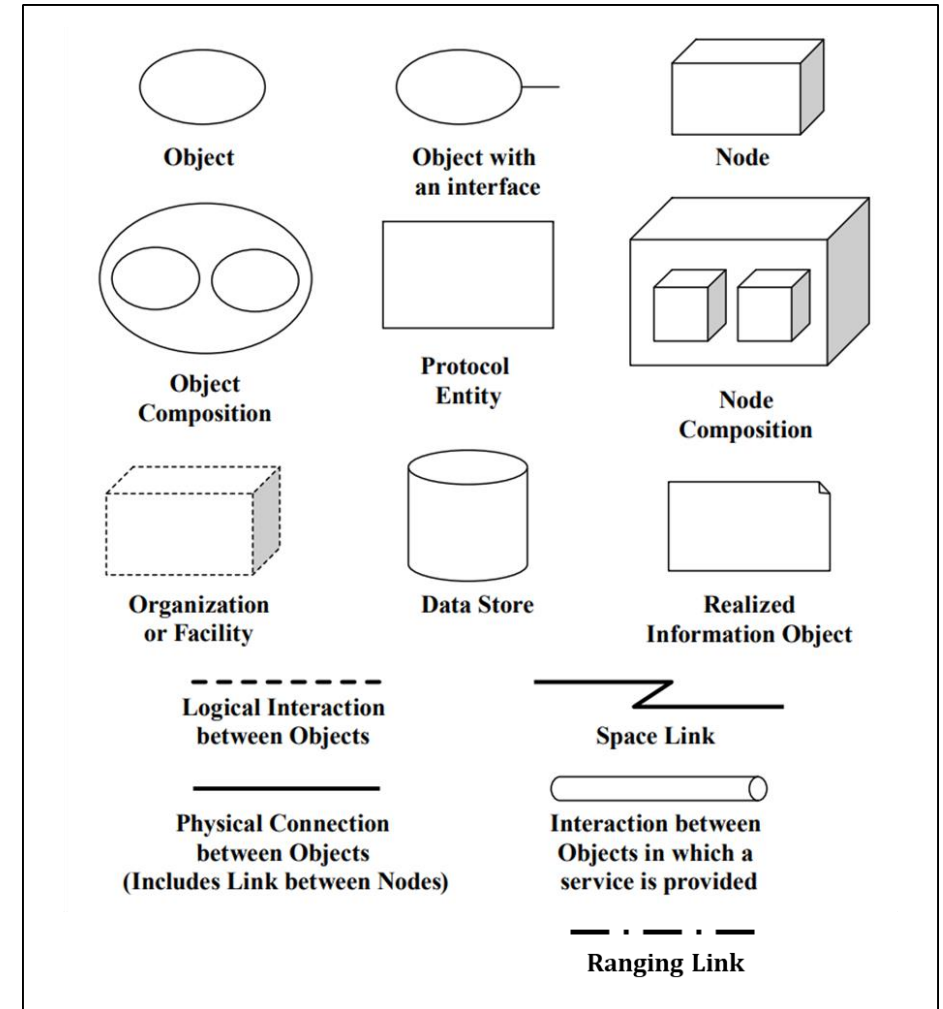 Object
Object with
an interface
Node
Object
Composition
Protocol
Entity
Node
Composition
Organization
or Facility
Data Store
Realized
Information Object
Logical Interaction
between Objects
Space Link
Physical Connection
between Objects
(Includes Link between Nodes)
Interaction between
Objects in which a
service is provided
Ranging Link